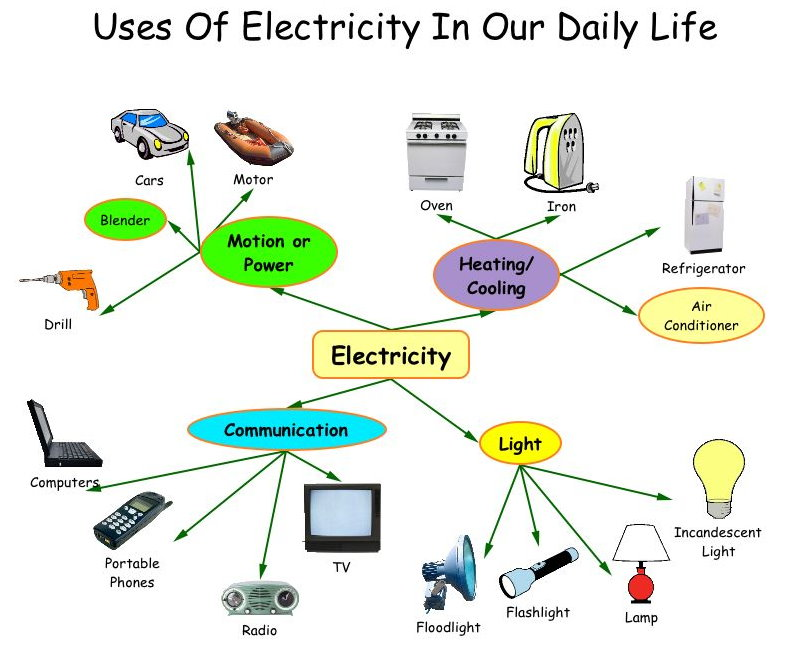 Uses Of Electricity In Our Daily Life
Cars
Motor
Blender
Motion or
Power
Drill
Oven
Iron
Heating/
Cooling
Refrigerator
Air
Conditioner
Electricity
Communication
Light
Computers
Portable
Phones
Radio
TV
Floodlight
Flashlight
Lamp
Incandescent
Light